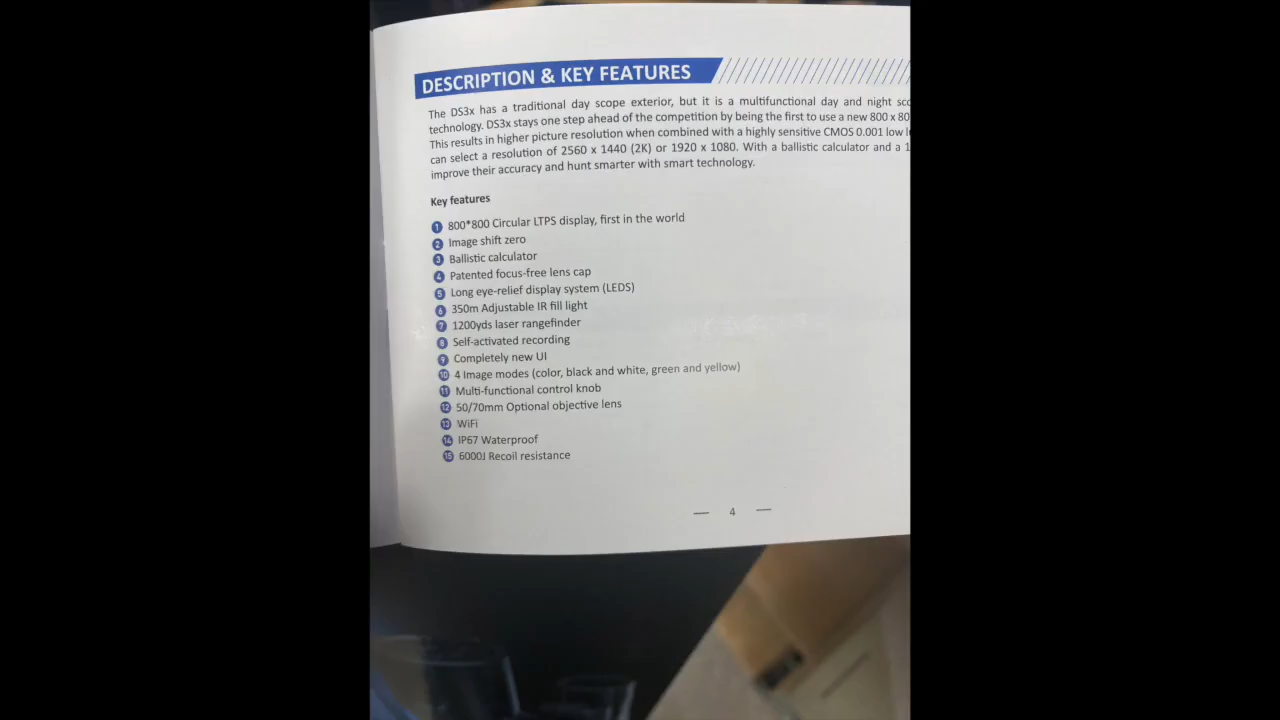 DESCRIPTION & KEY FEATURES
The DS3x has a traditional day scope exterior, but it is a multifunctional day and night
technology. DS3x stays one step ahead of the competition by being the first to use a new 800 x
This results in higher picture resolution when combined with a highly sensitive CMOS 0.001 low
can select a resolution of 2560 x 1440 (2K) or 1920 x 1080. With a ballistic calculator and a
improve their accuracy and hunt smarter with smart technology.
Key features
1 800*800 Circular LTPS display, first in the world
2 Image shift zero
3 Ballistic calculator
4 Patented focus-free lens cap
5 Long eye-relief display system (LEDS)
6 350m Adjustable IR fill light
7 1200yds laser rangefinder
8 Self-activated recording
9 Completely new UI
10 4 Image modes (color, black and white, green and yellow)
11 Multi-functional control knob
12 50/70mm Optional objective lens
13 WiFi
14 IP67 Waterproof
15 6000J Recoil resistance
— 4 —